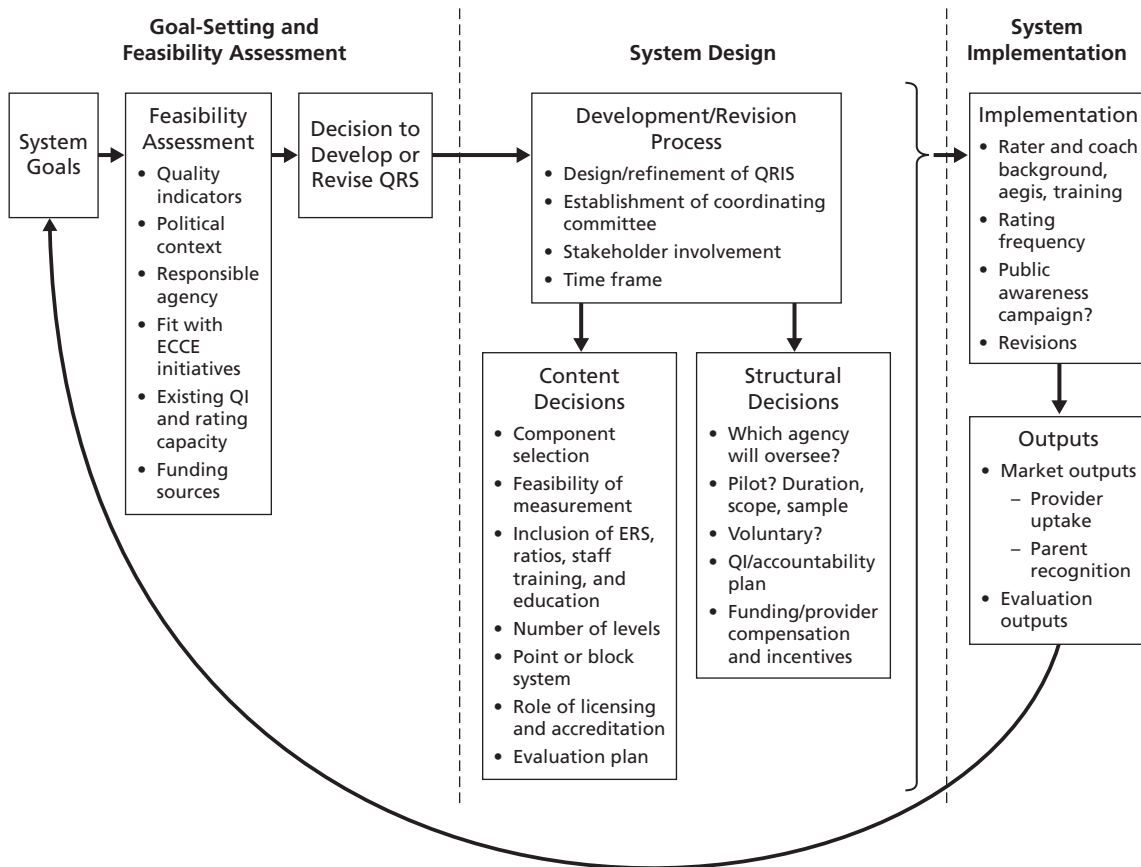 Goal-Setting and
Feasibility Assessment
System Design
System
Implementation
System
Goals
Feasibility
Assessment
• Quality
indicators
• Political
context
• Responsible
agency
• Fit with
ECCE
initiatives
• Existing QI
and rating
capacity
• Funding
sources
Decision to
Develop or
Revise QRS
Development/Revision
Process
• Design/refinement of QRIS
• Establishment of coordinating
committee
• Stakeholder involvement
• Time frame
Content
Decisions
• Component
selection
• Feasibility of
measurement
• Inclusion of ERS,
ratios, staff
training, and
education
• Number of levels
• Point or block
system
• Role of licensing
and accreditation
• Evaluation plan
Structural
Decisions
• Which agency
will oversee?
• Pilot? Duration,
scope, sample
• Voluntary?
• QI/accountability
plan
• Funding/provider
compensation
and incentives
Implementation
• Rater and coach
background,
aegis, training
• Rating
frequency
• Public
awareness
campaign?
• Revisions
Outputs
• Market outputs
– Provider
uptake
– Parent
recognition
• Evaluation
outputs